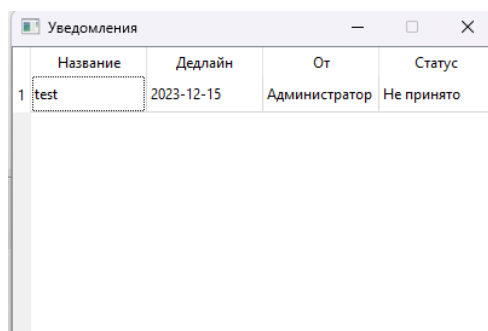 Уведомления
Название Дедлайн От Статус
1 test 2023-12-15 Администратор Не принято